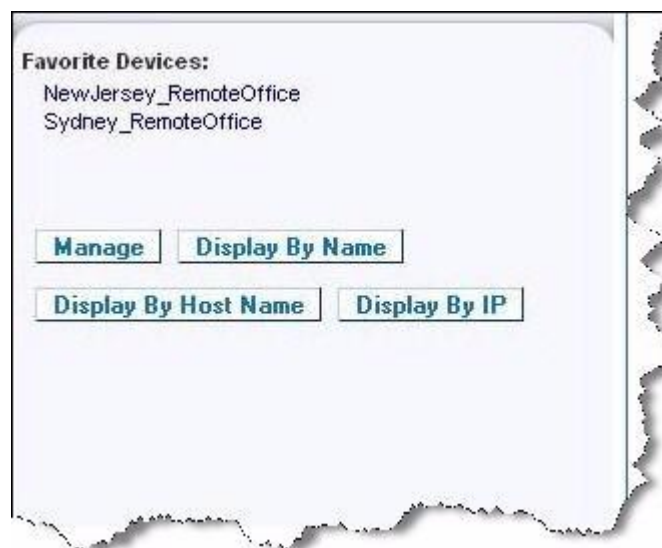 Favorite Devices:
NewJersey_RemoteOffice
Sydney_RemoteOffice
Manage Display By Name
Display By Host Name Display By IP